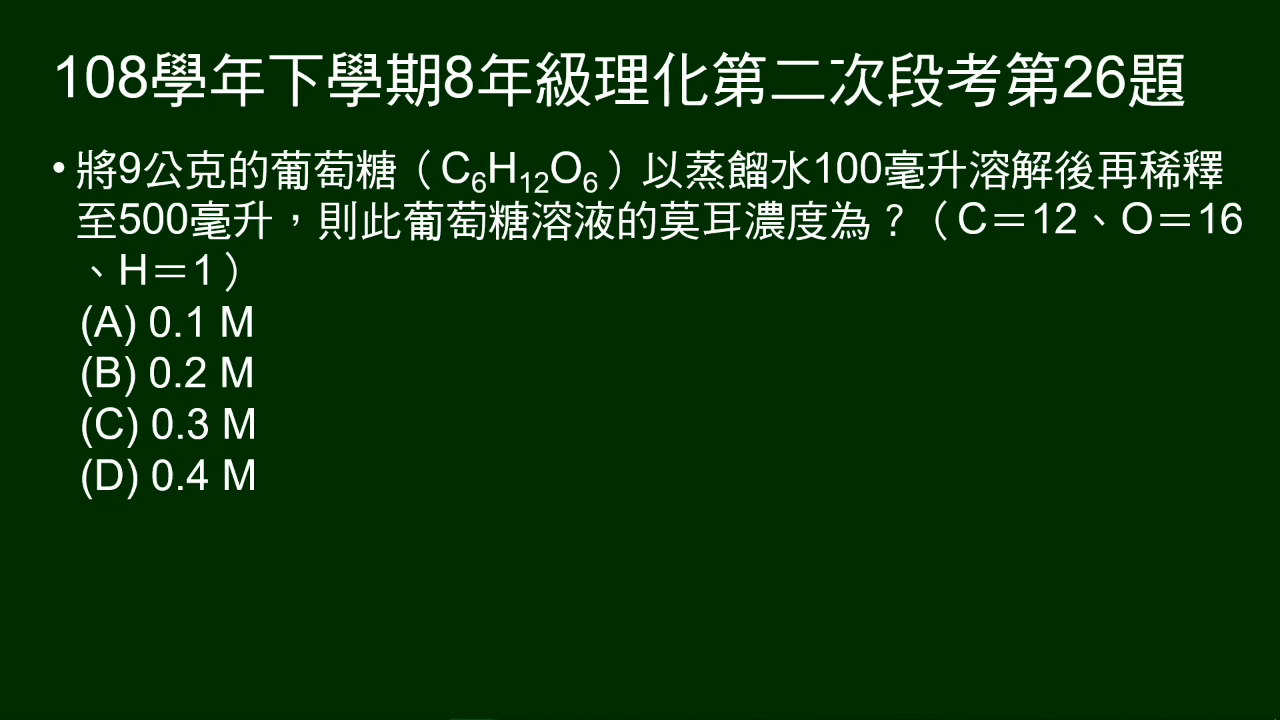 108學年下學期8年級理化第二次段考第26題
•將9公克的葡萄糖（C₆H₁₂O₆）以蒸餾水100毫升溶解後再稀釋
至500毫升，則此葡萄糖溶液的莫耳濃度為？（C＝12、O＝16
、H＝1）
(A) 0.1 M
(B) 0.2 M
(C) 0.3 M
(D) 0.4 M